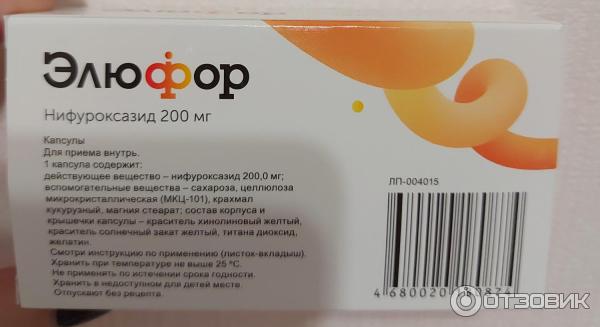 Элюфор
Нифуроксазид 200 мг
Капсулы
Для приема внутрь.
1 капсула содержит:
действующее вещество – нифуроксазид 200,0 мг;
вспомогательные вещества – сахароза, целлюлоза
микрокристаллическая (МКЦ-101), крахмал
кукурузный, магния стеарат; состав корпуса и
крышечки капсулы – краситель хинолиновый желтый,
краситель солнечный закат желтый, титана диоксид,
желатин.
Смотри инструкцию по применению (листок-вкладыш).
Хранить при температуре не выше 25 °С.
Не применять по истечении срока годности.
Хранить в недоступном для детей месте.
Отпускают без рецепта.
ЛП-004015
4 680020
ОТЗОВИК